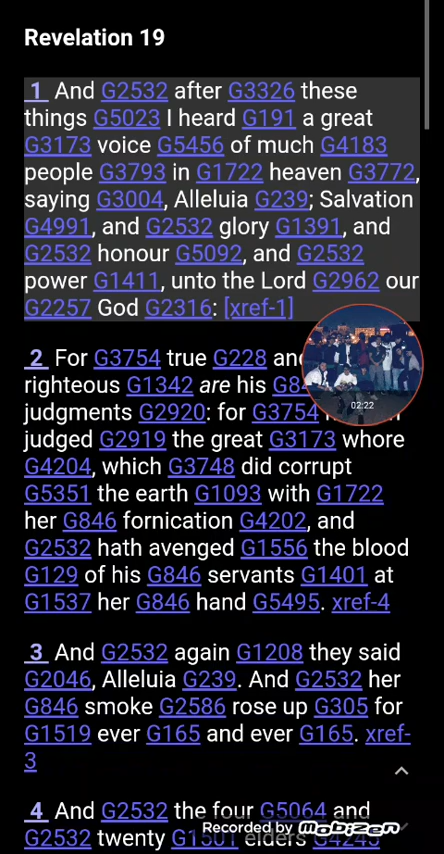 Revelation 19
1 And G2532 after G3326 these
things G5023 I heard G191 a great
G3173 voice G5456 of much G4183
people G3793 in G1722 heaven G3772,
saying G3004, Alleluia G239; Salvation
G4991, and G2532 glory G1391, and
G2532 honour G5092, and G2532
power G1411, unto the Lord G2962 our
G2257 God G2316: [xref-1]
2 For G3754 true G228 and
righteous G1342 are his G84
judgments G2920: for G3754
02:22
judged G2919 the great G3173 whore
G4204, which G3748 did corrupt
G5351 the earth G1093 with G1722
her G846 fornication G4202, and
G2532 hath avenged G1556 the blood
G129 of his G846 servants G1401 at
G1537 her G846 hand G5495. xref-4
3 And G2532 again G1208 they said
G2046, Alleluia G239. And G2532 her
G846 smoke G2586 rose up G305 for
G1519 ever G165 and ever G165. xref-
3
4 And G2532 the four G5064 and
G2532 twenty G1501 elders G4245
Recorded by Mobizen